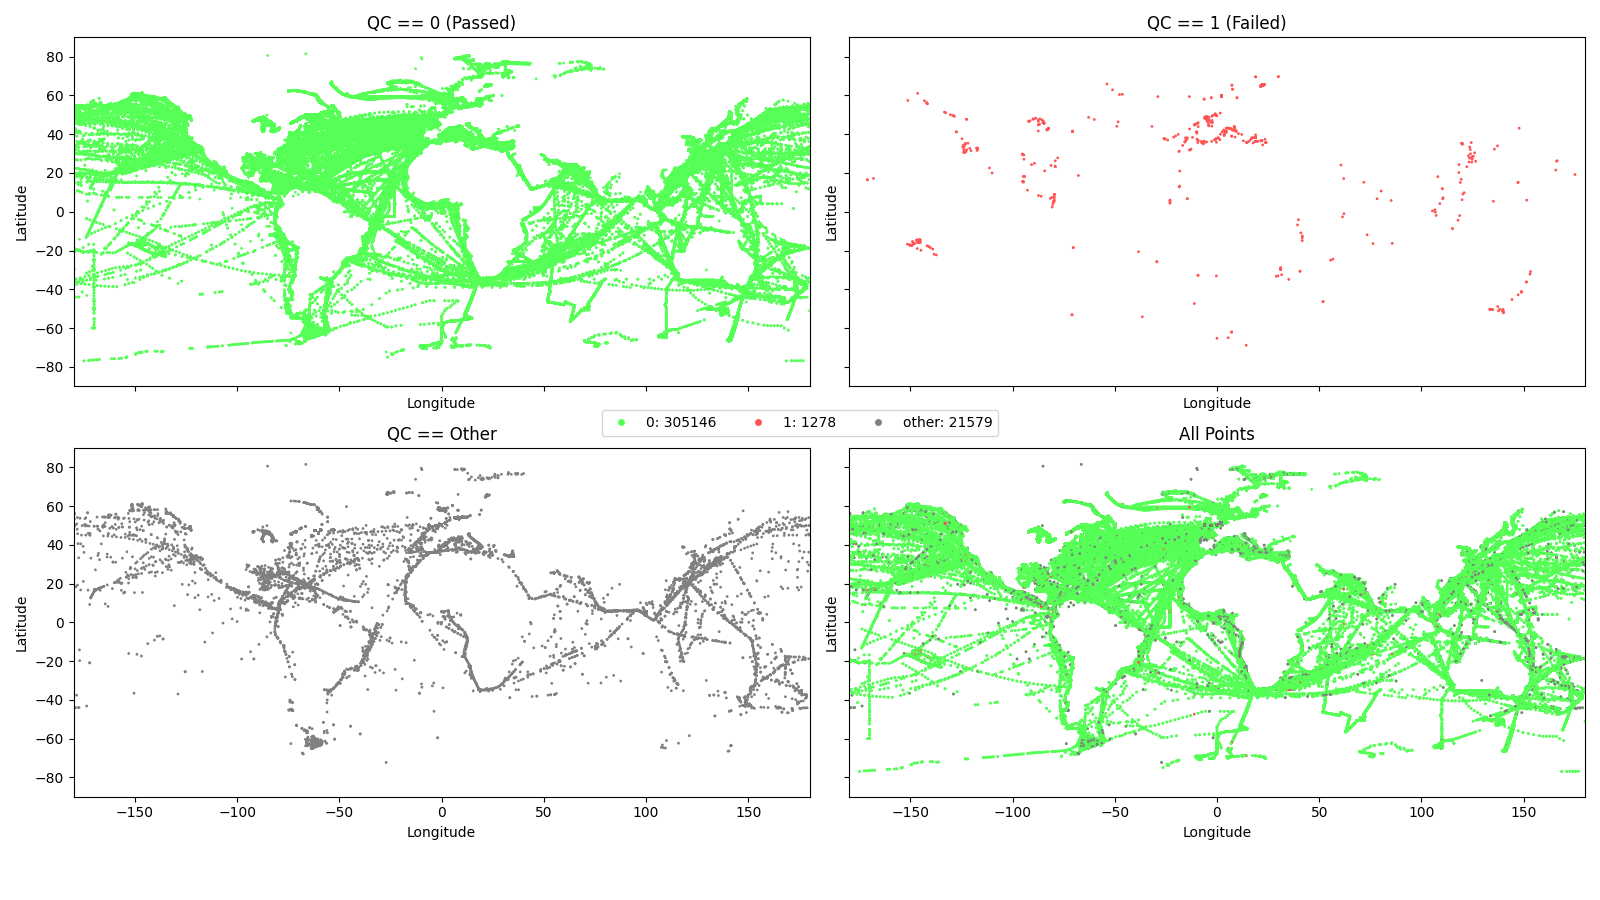 QC == 0 (Passed)
QC == 1 (Failed)
80
60
40
20
0
−20
−40
−60
−80
Latitude
Latitude
Longitude
Longitude
0: 305146 1: 1278 other: 21579
QC == Other
All Points
80
60
40
20
0
−20
−40
−60
−80
Latitude
Latitude
−150 −100 −50 0 50 100 150
−150 −100 −50 0 50 100 150
Longitude
Longitude